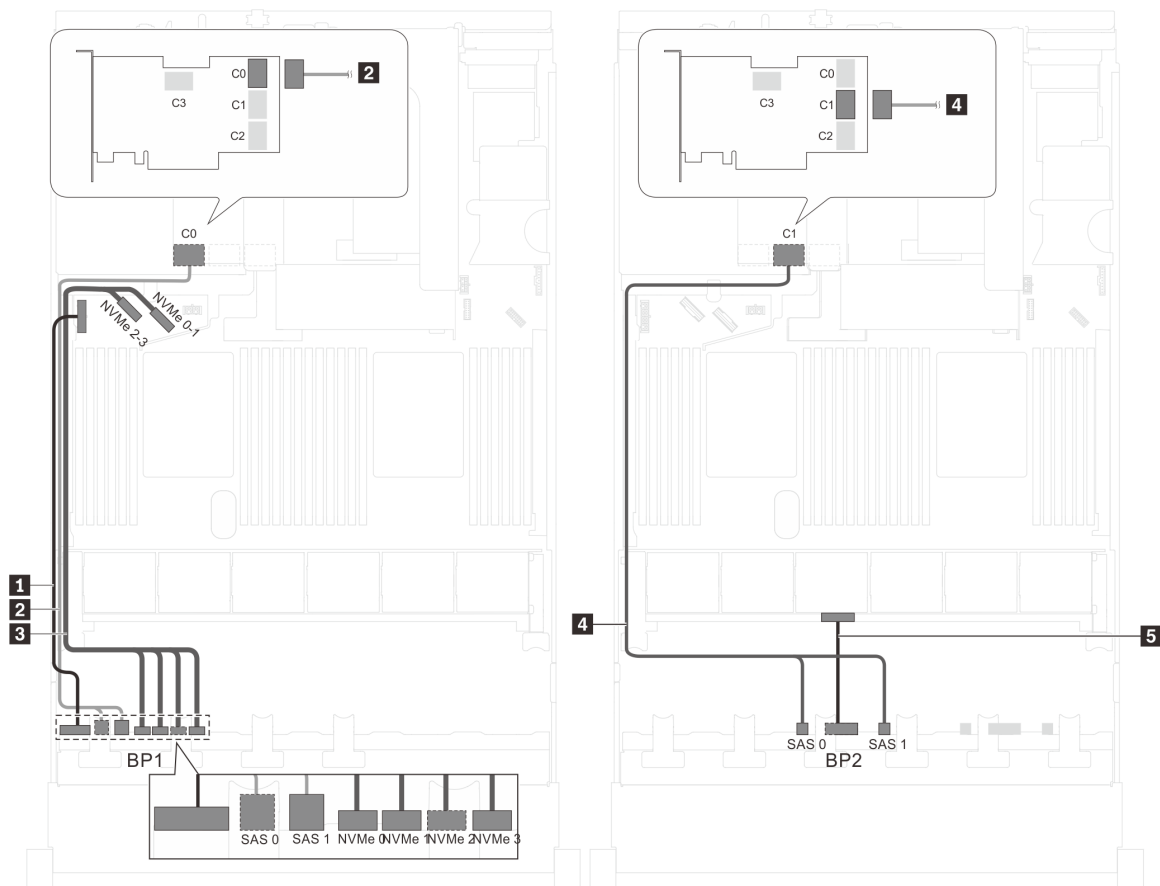 C0
2
C1
C3
C2
C0
NVMe 0-1
NVMe 2-3
1
2
3
BP1
SAS 0
SAS 1
NVMe 0
NVMe 1
NVMe 2
NVMe 3
C0
C1
4
C3
C2
C1
4
5
SAS 0
SAS 1
BP2